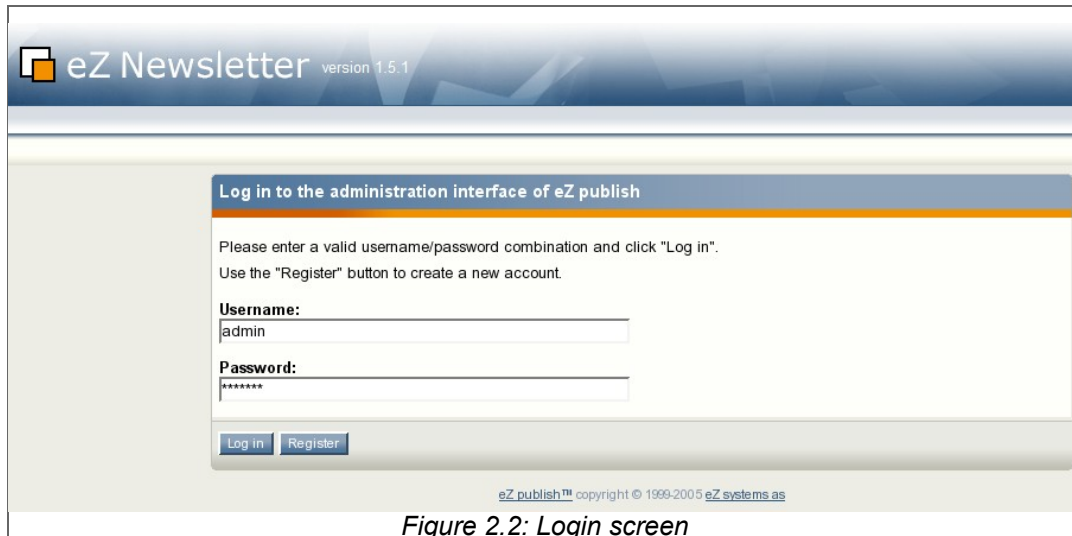 eZ Newsletter version 1.5.1
Log in to the administration interface of eZ publish
Please enter a valid username/password combination and click "Log in".
Use the "Register" button to create a new account.
Username:
admin
Password:
*******
Log in Register
eZ publish™ copyright © 1999-2005 eZ systems as
Figure 2.2: Login screen